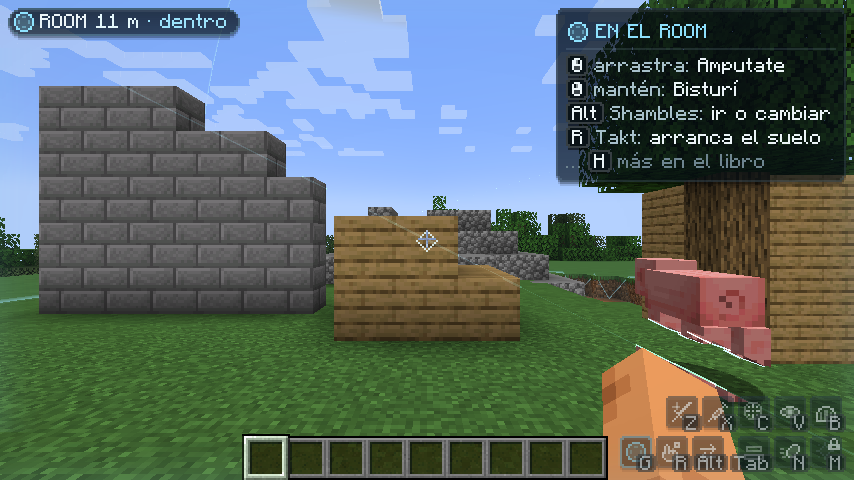 ROOM 11 m · dentro
EN EL ROOM
arrastra: Amputate
mantén: Bisturí
Alt Shambles: ir o cambiar
R Takt: arranca el suelo
... H más en el libro
Z X C V B
G R Alt Tab N M